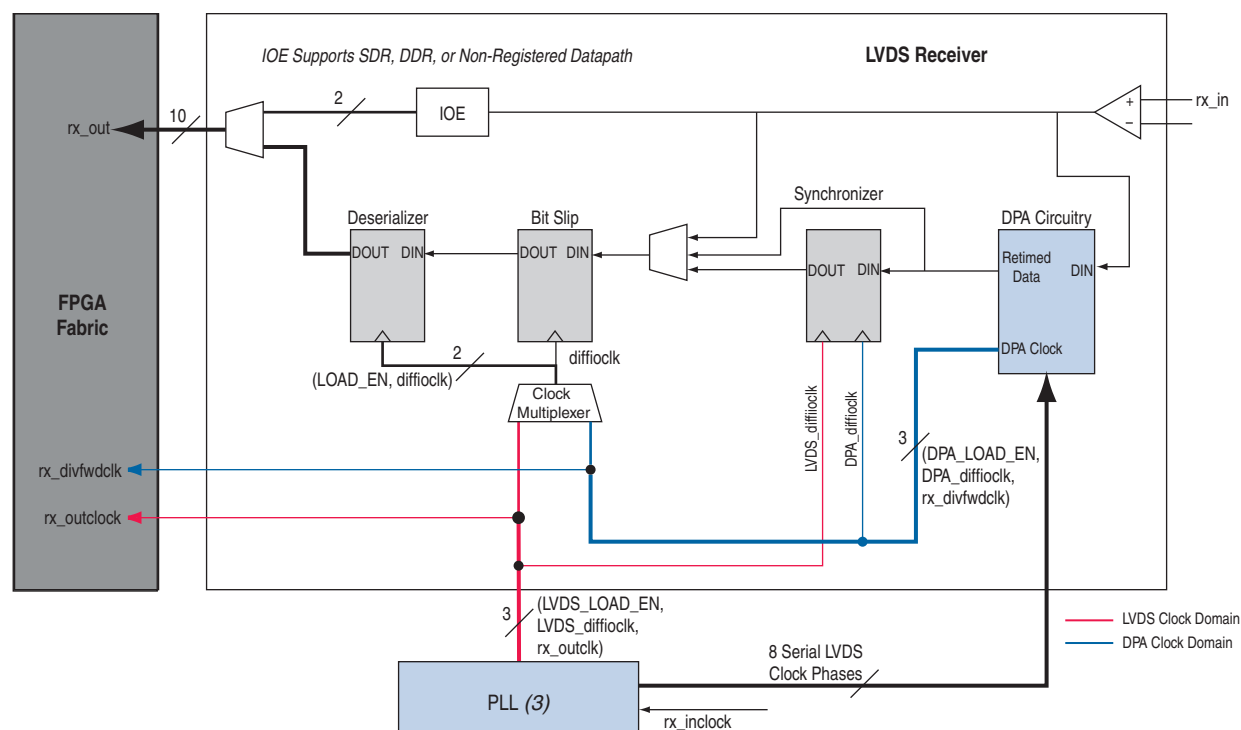 IOE Supports SDR, DDR, or Non-Registered Datapath
LVDS Receiver
2
IOE
+
−
rx_in
10
rx_out
Synchronizer
Deserializer
Bit Slip
DPA Circuitry
DOUT DIN
DOUT DIN
DOUT DIN
Retimed
Data
DIN
DPA Clock
FPGA
Fabric
2
(LOAD_EN, diffioclk)
diffioclk
Clock
Multiplexer
LVDS_diffiioclk
DPA_diffioclk
3
(DPA_LOAD_EN,
DPA_diffioclk,
rx_divfwdclk)
rx_divfwdclk
rx_outclock
3
(LVDS_LOAD_EN,
LVDS_diffioclk,
rx_outclk)
8 Serial LVDS
Clock Phases
LVDS Clock Domain
DPA Clock Domain
PLL (3)
rx_inclock